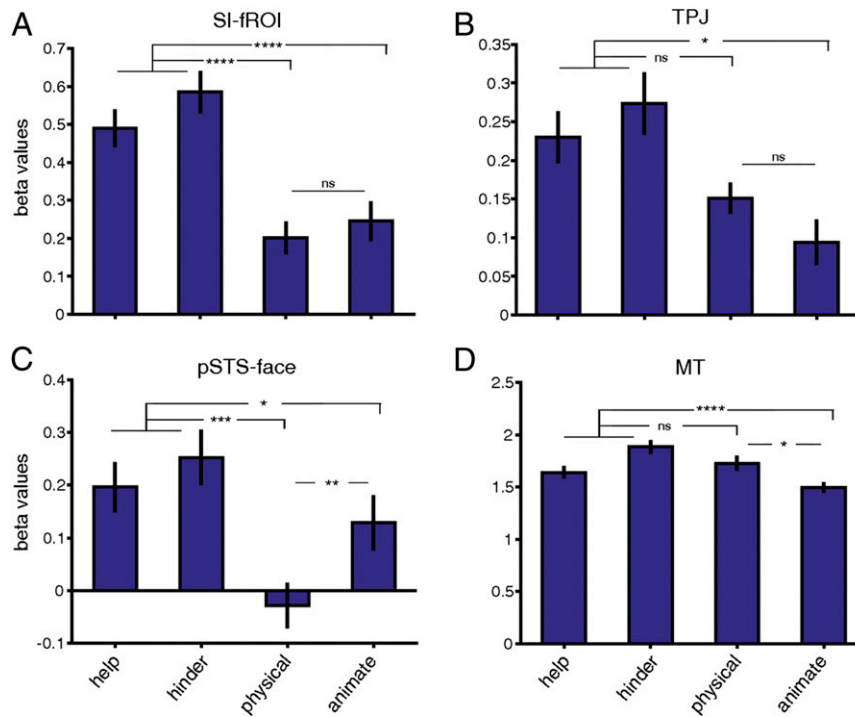 A
SI-fROI
beta values
0.7
0.6
0.5
0.4
0.3
0.2
0.1
0
****
****
ns
B
TPJ
0.35
0.3
0.25
0.2
0.15
0.1
0.05
0
*
ns
ns
C
pSTS-face
beta values
0.4
0.3
0.2
0.1
0
-0.1
*
***
**
help
hinder
physical
animate
D
MT
2.5
2
1.5
1
0.5
0
****
ns
*
help
hinder
physical
animate